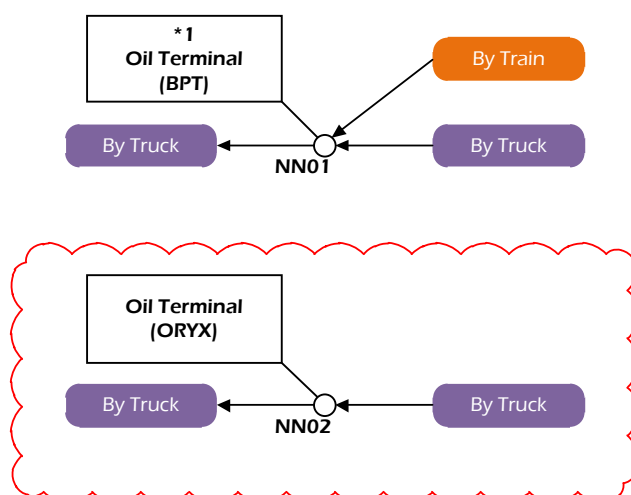 *1
Oil Terminal
(BPT)
By Train
By Truck
By Truck
NN01
Oil Terminal
(ORYX)
By Truck
By Truck
NN02